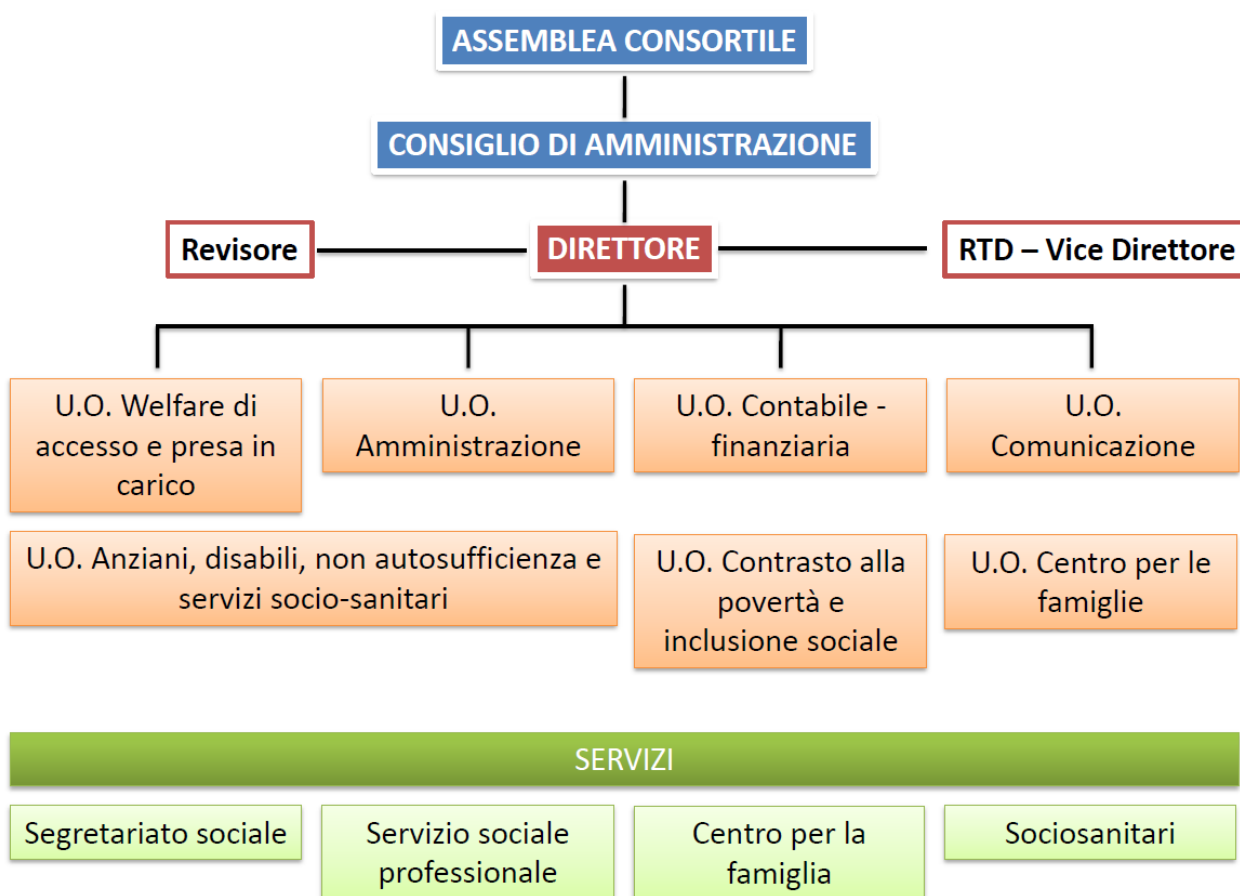 ASSEMBLEA CONSORTILE
CONSIGLIO DI AMMINISTRAZIONE
Revisore
DIRETTORE
RTD – Vice Direttore
U.O. Welfare di
accesso e presa in
carico
U.O.
Amministrazione
U.O. Contabile -
finanziaria
U.O.
Comunicazione
U.O. Anziani, disabili, non autosufficienza e
servizi socio-sanitari
U.O. Contrasto alla
povertà e
inclusione sociale
U.O. Centro per le
famiglie
SERVIZI
Segretariato sociale
Servizio sociale
professionale
Centro per la
famiglia
Sociosanitari